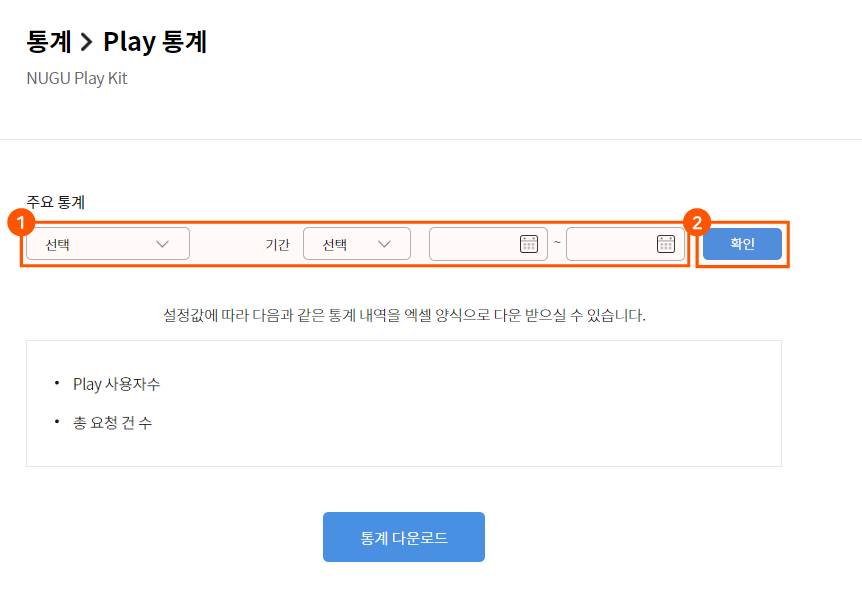 통계 > Play 통계
NUGU Play Kit
주요 통계
1 2
선택 기간 선택 ~ 확인
설정값에 따라 다음과 같은 통계 내역을 엑셀 양식으로 다운 받으실 수 있습니다.
• Play 사용자수
• 총 요청 건 수
통계 다운로드